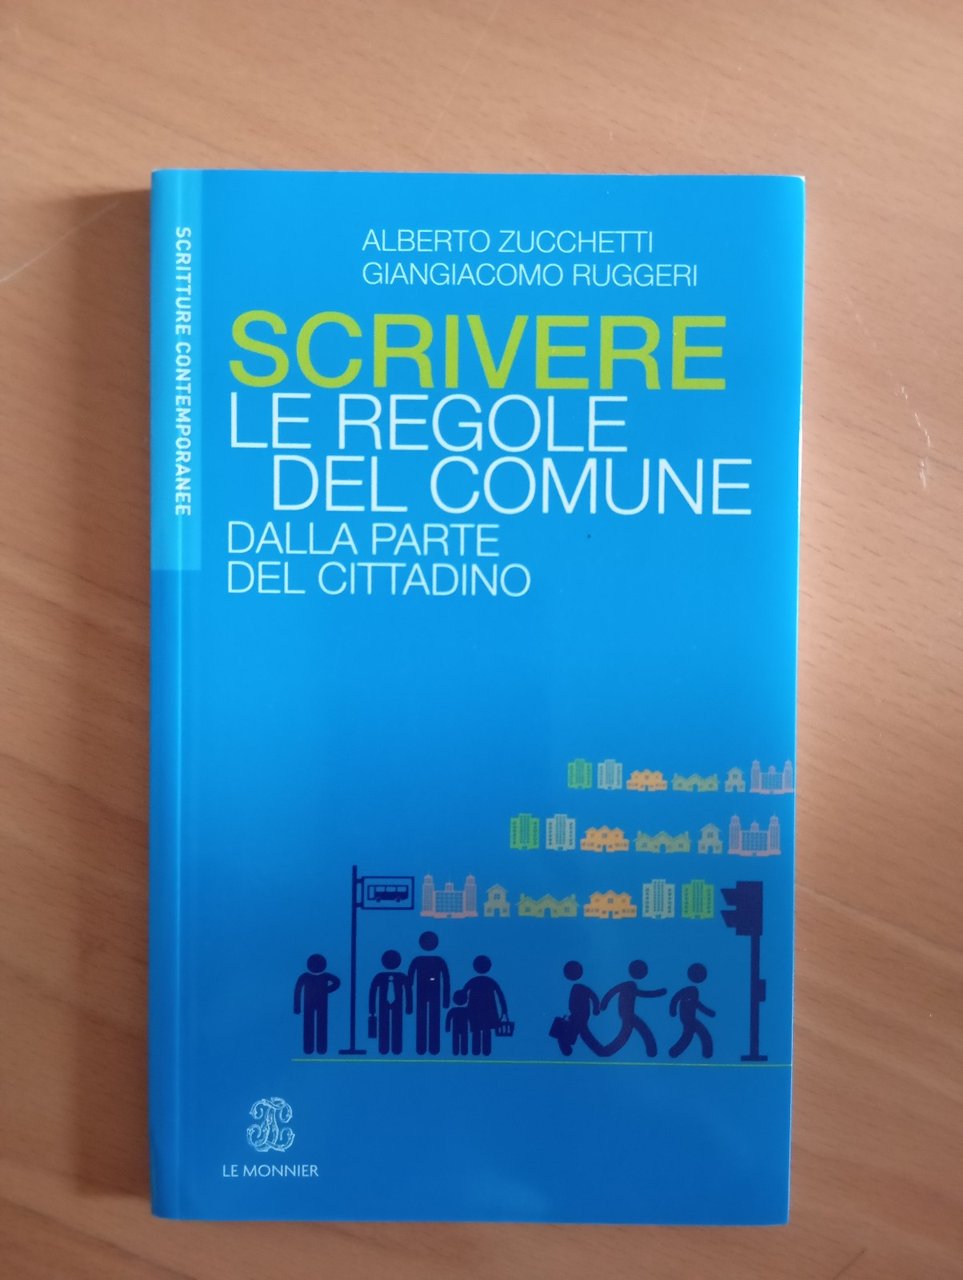 SCRITTURE CONTEMPORANEE
ALBERTO ZUCCHETTI
GIANGIACOMO RUGGERI
SCRIVERE
LE REGOLE
DEL COMUNE
DALLA PARTE
DEL CITTADINO
LE MONNIER